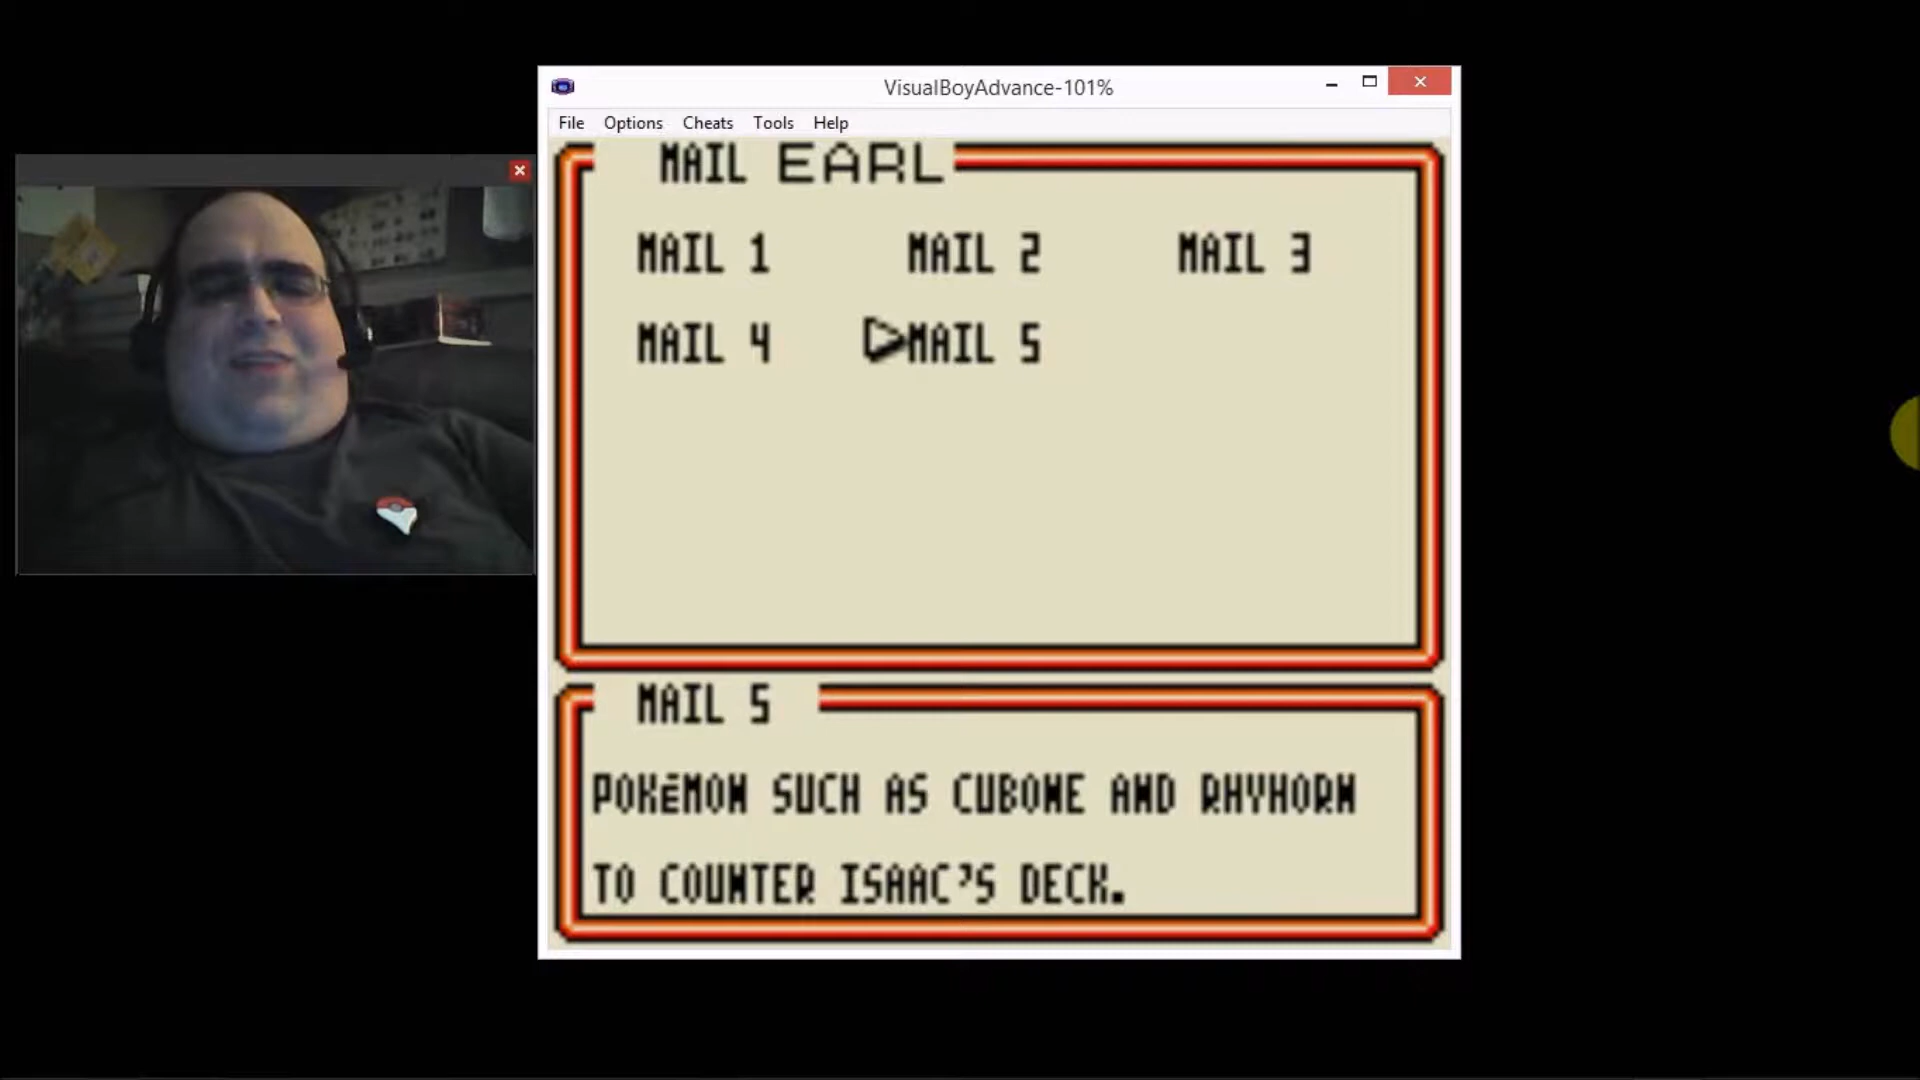 VisualBoyAdvance-101%
File Options Cheats Tools Help
MAIL EARL
MAIL 1 MAIL 2 MAIL 3
MAIL 4 MAIL 5
MAIL 5
POKéMON SUCH AS CUBONE AND RHYHORN
TO COUNTER ISAAC'S DECK.